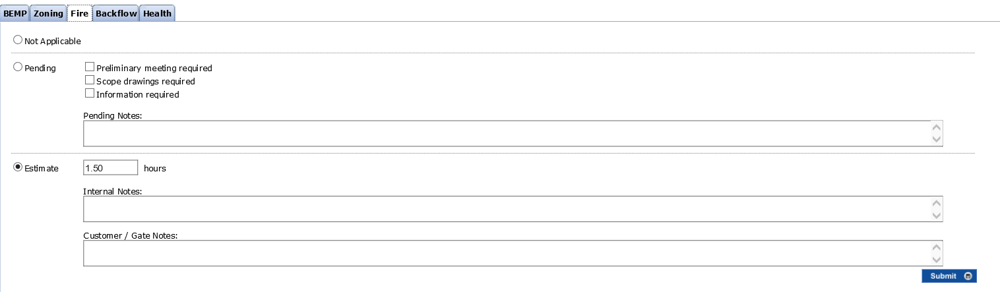 BEMP Zoning Fire Backflow Health
Not Applicable
Pending
Preliminary meeting required
Scope drawings required
Information required
Pending Notes:
Estimate 1.50 hours
Internal Notes:
Customer / Gate Notes:
Submit